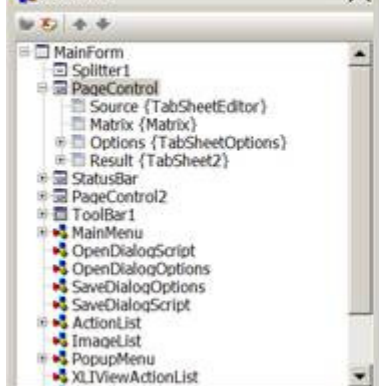 MainForm
Splitter1
PageControl
Source {TabSheetEditor}
Matrix {Matrix}
Options {TabSheetOptions}
Result {TabSheet2}
StatusBar
PageControl2
ToolBar1
MainMenu
OpenDialogScript
OpenDialogOptions
SaveDialogOptions
SaveDialogScript
ActionList
ImageList
PopupMenu
XLIViewActionList